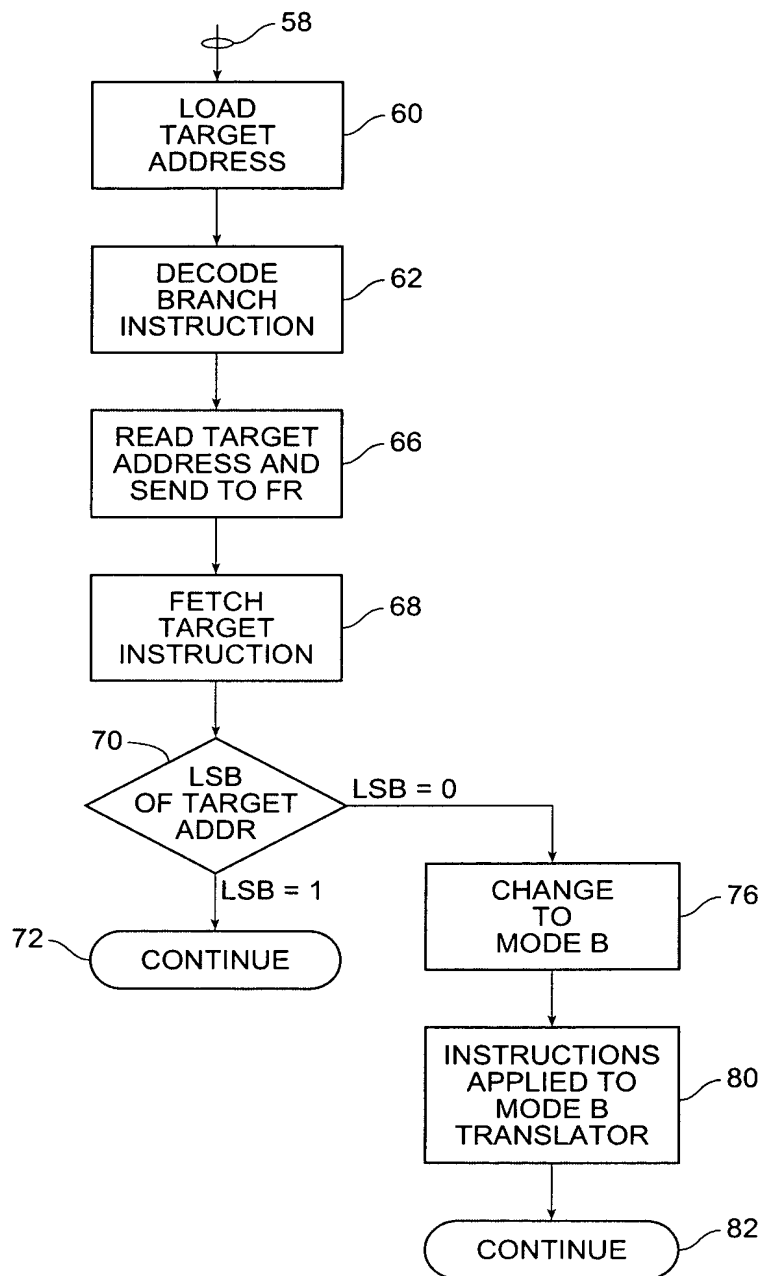 58
LOAD
TARGET
ADDRESS
60
DECODE
BRANCH
INSTRUCTION
62
READ TARGET
ADDRESS AND
SEND TO FR
66
FETCH
TARGET
INSTRUCTION
68
70
LSB
OF TARGET
ADDR
LSB = 0
LSB = 1
72
CONTINUE
CHANGE
TO
MODE B
76
INSTRUCTIONS
APPLIED TO
MODE B
TRANSLATOR
80
CONTINUE
82